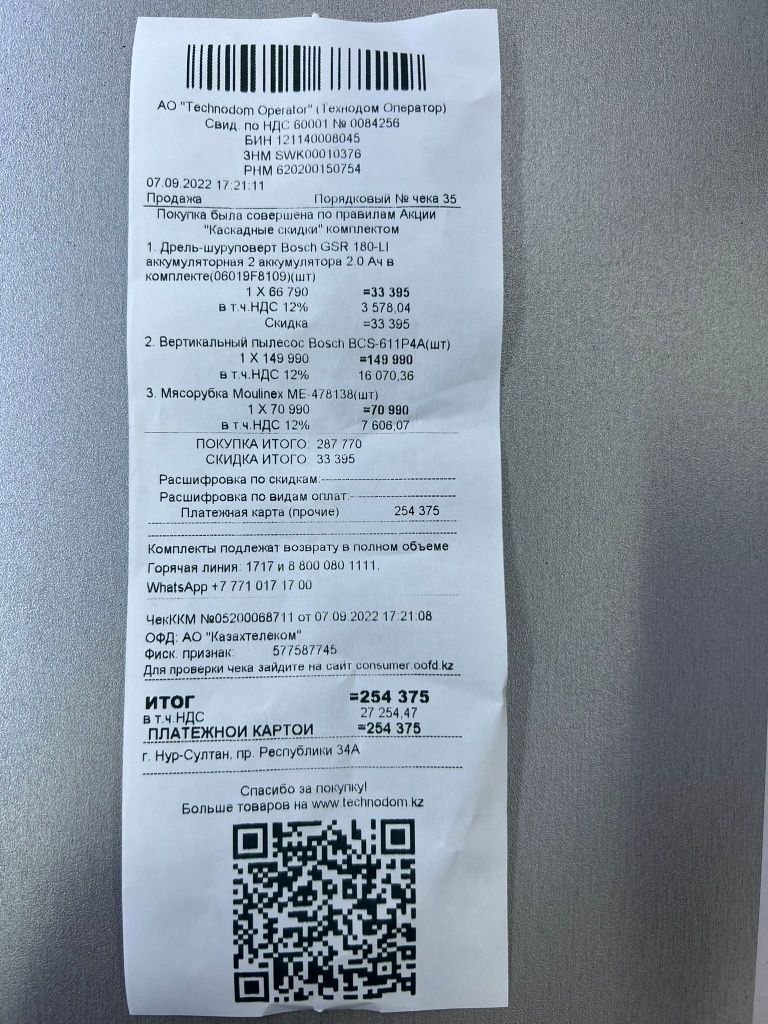 АО "Technodom Operator" (Технодом Оператор)
Свид. по НДС 60001 № 0084256
БИН 121140008045
ЗНМ SWK00010376
РНМ 620200150754
07.09.2022 17:21:11
Продажа Порядковый № чека 35
Покупка была совершена по правилам Акции
"Каскадные скидки" комплектом
1. Дрель-шуруповерт Bosch GSR 180-LI
аккумуляторная 2 аккумулятора 2.0 Ач в
комплекте(06019F8109)(шт)
1 X 66 790 =33 395
в т.ч.НДС 12% 3 578,04
Скидка =33 395
2. Вертикальный пылесос Bosch BCS-611P4A(шт)
1 X 149 990 =149 990
в т.ч.НДС 12% 16 070,36
3. Мясорубка Moulinex ME-478138(шт)
1 X 70 990 =70 990
в т.ч.НДС 12% 7 606,07
ПОКУПКА ИТОГО: 287 770
СКИДКА ИТОГО: 33 395
Расшифровка по скидкам:
Расшифровка по видам оплат:
Платежная карта (прочие) 254 375
Комплекты подлежат возврату в полном объеме
Горячая линия: 1717 и 8 800 080 1111,
WhatsApp +7 771 017 17 00
ЧекККМ №05200068711 от 07.09.2022 17:21:08
ОФД: АО "Казахтелеком"
Фиск. признак: 577587745
Для проверки чека зайдите на сайт consumer.oofd.kz
ИТОГ =254 375
в т.ч.НДС 27 254,47
ПЛАТЕЖНОЙ КАРТОЙ =254 375
г. Нур-Султан, пр. Республики 34А
Спасибо за покупку!
Больше товаров на www.technodom.kz